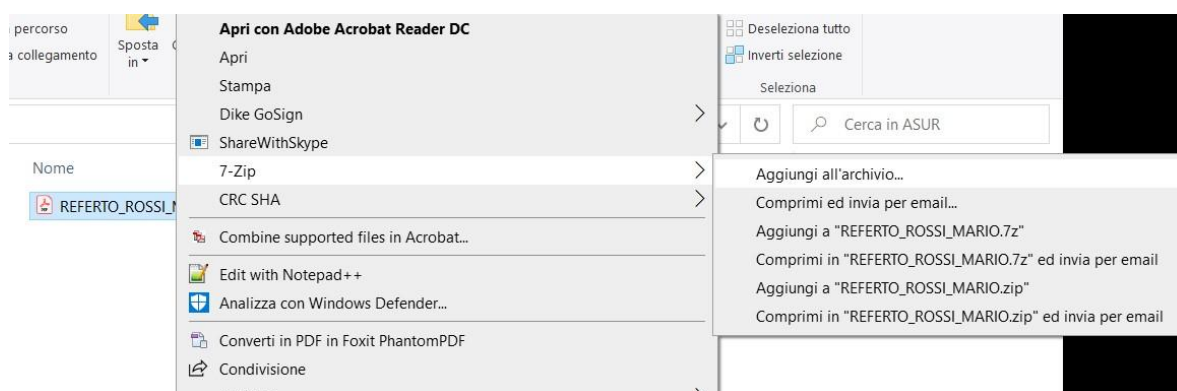 percorso
collegamento
Sposta
in
Deseleziona tutto
Inverti selezione
Seleziona
Cerca in ASUR
Nome
REFERTO_ROSSI_
Apri con Adobe Acrobat Reader DC
Apri
Stampa
Dike GoSign
ShareWithSkype
7-Zip
CRC SHA
Combine supported files in Acrobat...
Edit with Notepad++
Analizza con Windows Defender...
Converti in PDF in Foxit PhantomPDF
Condivisione
Aggiungi all'archivio...
Comprimi ed invia per email...
Aggiungi a "REFERTO_ROSSI_MARIO.7z"
Comprimi in "REFERTO_ROSSI_MARIO.7z" ed invia per email
Aggiungi a "REFERTO_ROSSI_MARIO.zip"
Comprimi in "REFERTO_ROSSI_MARIO.zip" ed invia per email